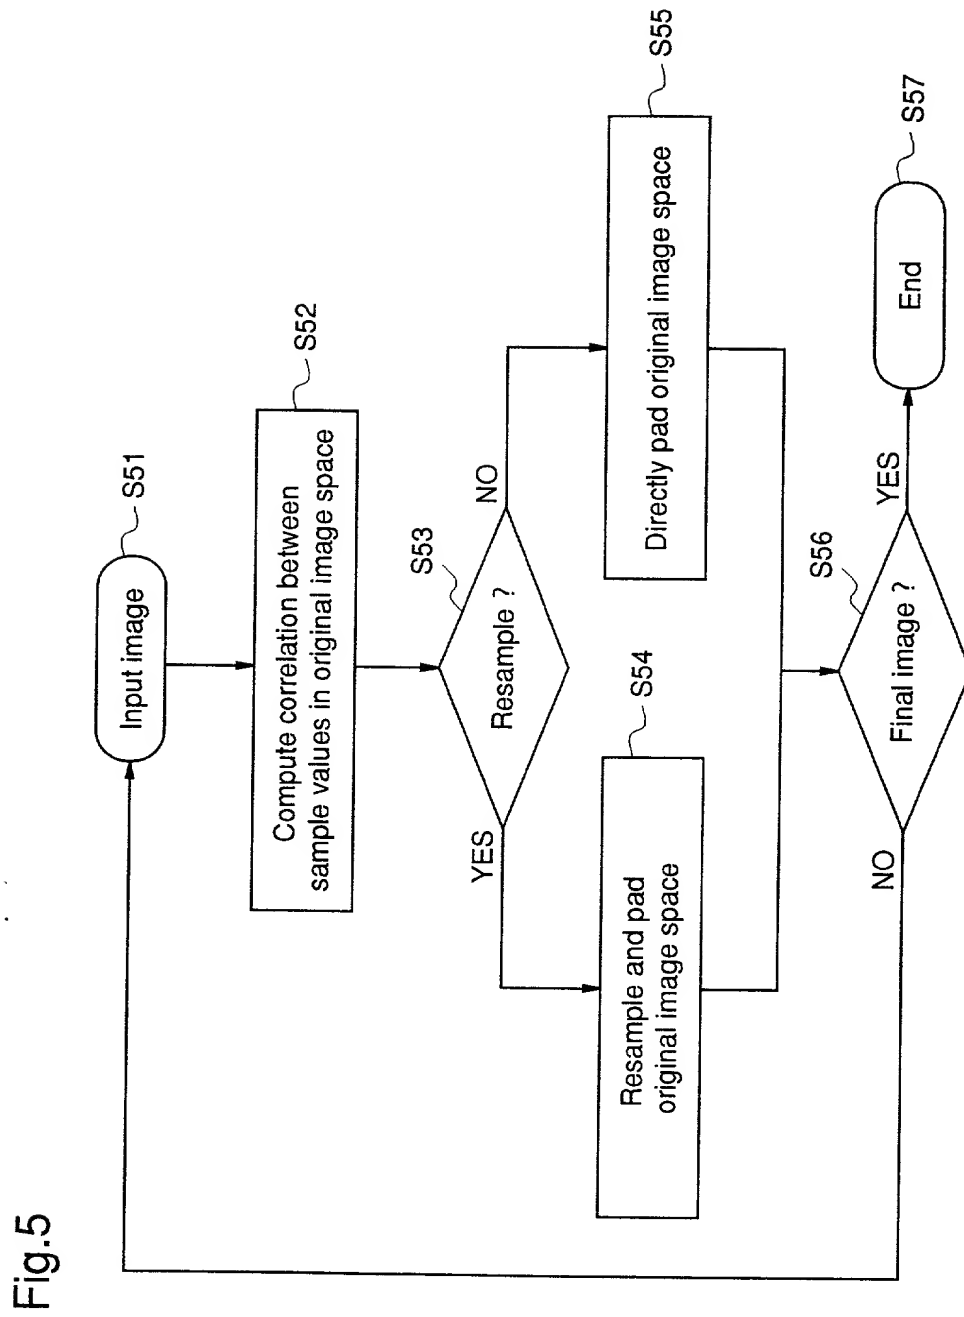 Fig.5
Input image
S51
Compute correlation between
sample values in original image space
S52
Resample ?
S53
YES
NO
Resample and pad
original image space
S54
Directly pad original image space
S55
Final image ?
S56
NO
YES
End
S57